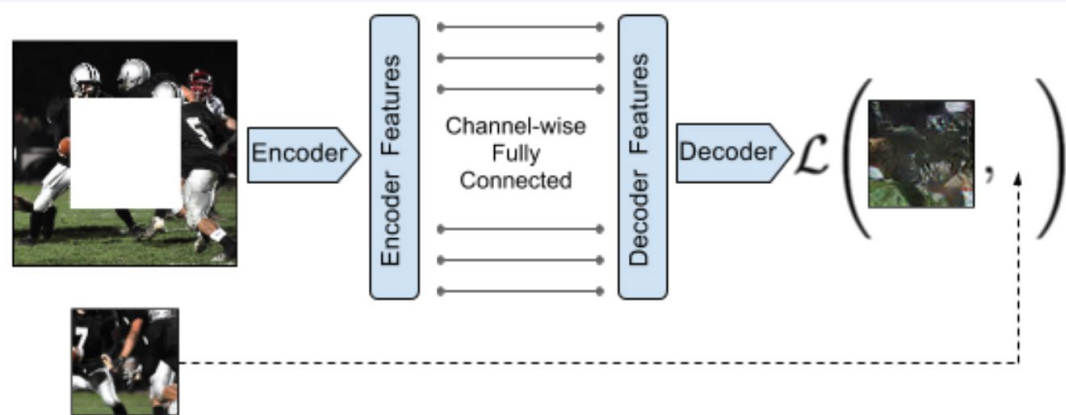 Encoder
Encoder Features
Channel-wise
Fully
Connected
Decoder Features
Decoder
ℒ ( , )